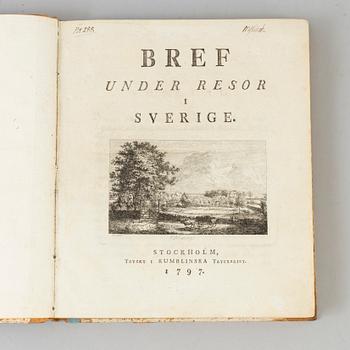 BREF
UNDER RESOR
I
SVERIGE.
STOCKHOLM,
TRYCKT I KUMBLINSKA TRYCKERIET.
1797.